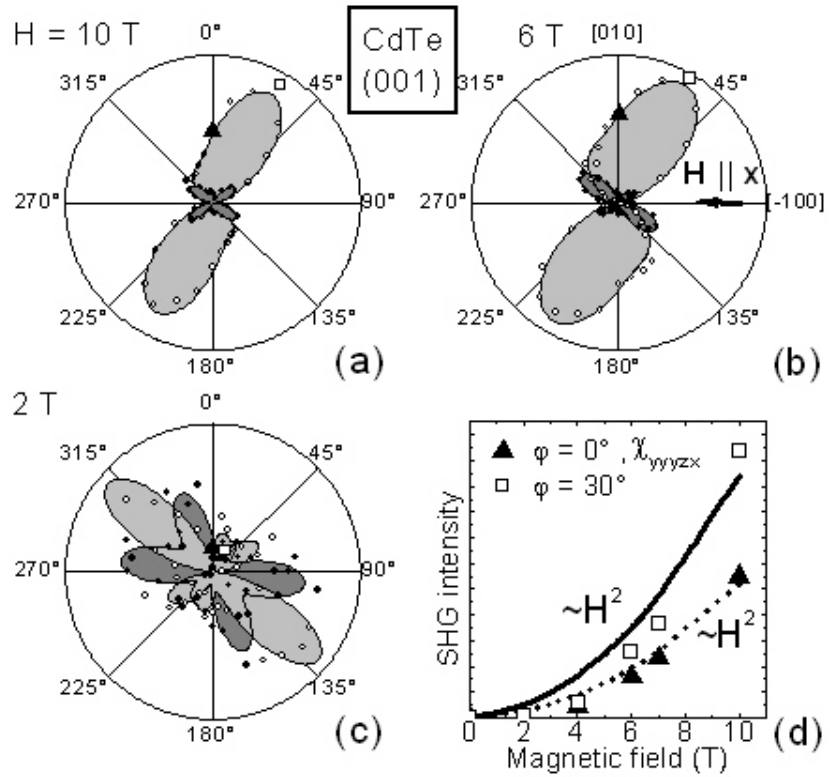 H = 10 T
0°
45°
90°
135°
180°
225°
270°
315°
(a)
CdTe
(001)
6 T
[010]
45°
H || x
[-100]
135°
180°
225°
270°
315°
(b)
2 T
0°
45°
90°
135°
180°
225°
270°
315°
(c)
SHG intensity
▲ φ = 0° , χyyyzx
□ φ = 30°
~H²
~H²
0 2 4 6 8 10
Magnetic field (T)
(d)